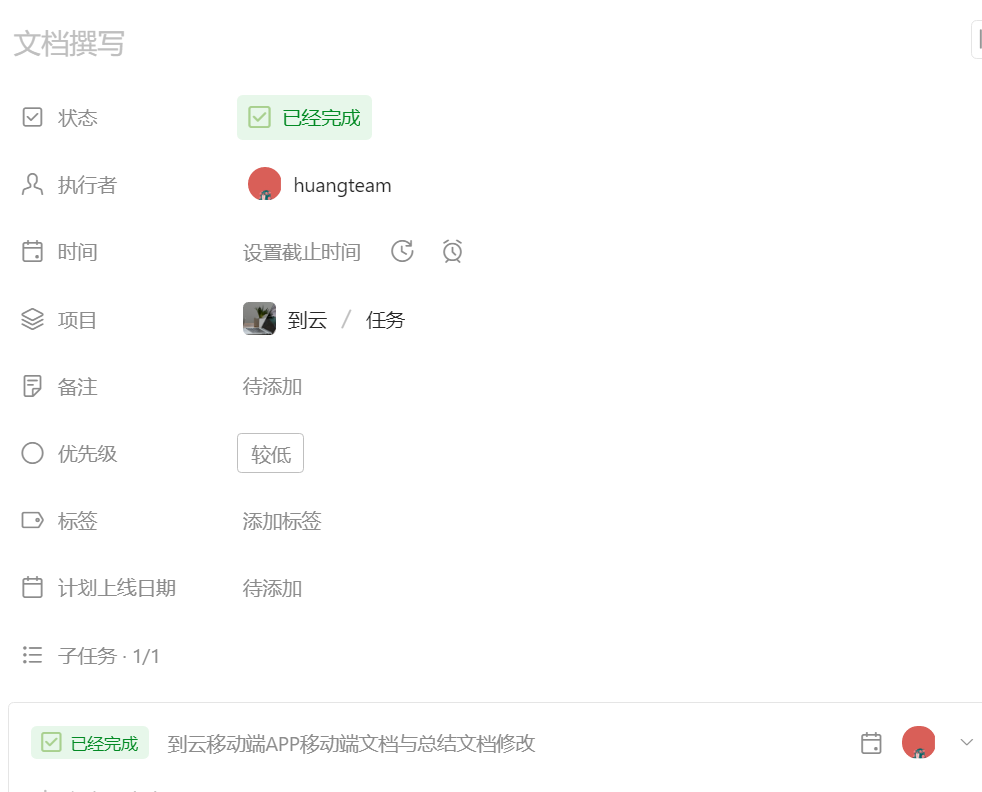 文档撰写
状态 已经完成
执行者 huangteam
时间 设置截止时间
项目 到云 / 任务
备注 待添加
优先级 较低
标签 添加标签
计划上线日期 待添加
子任务 · 1/1
已经完成 到云移动端APP移动端文档与总结文档修改